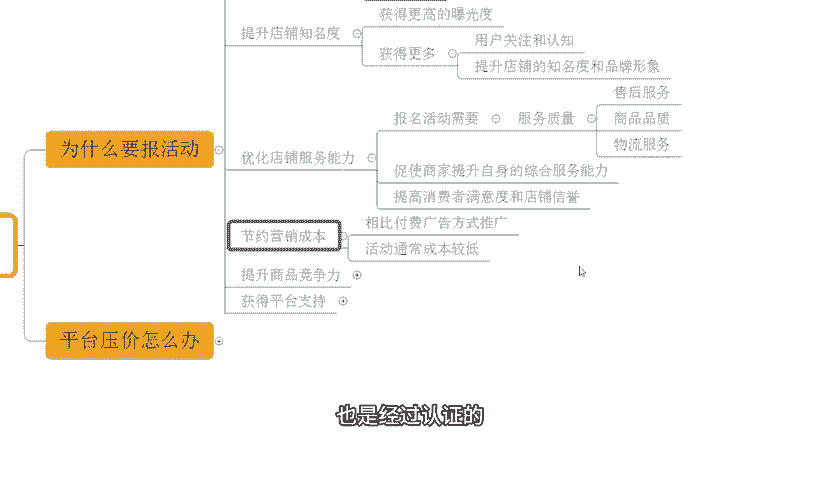 获得更高的曝光度
提升店铺知名度
用户关注和认知
获得更多
提升店铺的知名度和品牌形象
售后服务
报名活动需要
服务质量
商品品质
物流服务
为什么要报活动
优化店铺服务能力
促使商家提升自身的综合服务能力
提高消费者满意度和店铺信誉
相比付费广告方式推广
节约营销成本
活动通常成本较低
提升商品竞争力
获得平台支持
平台压价怎么办
也是经过认证的